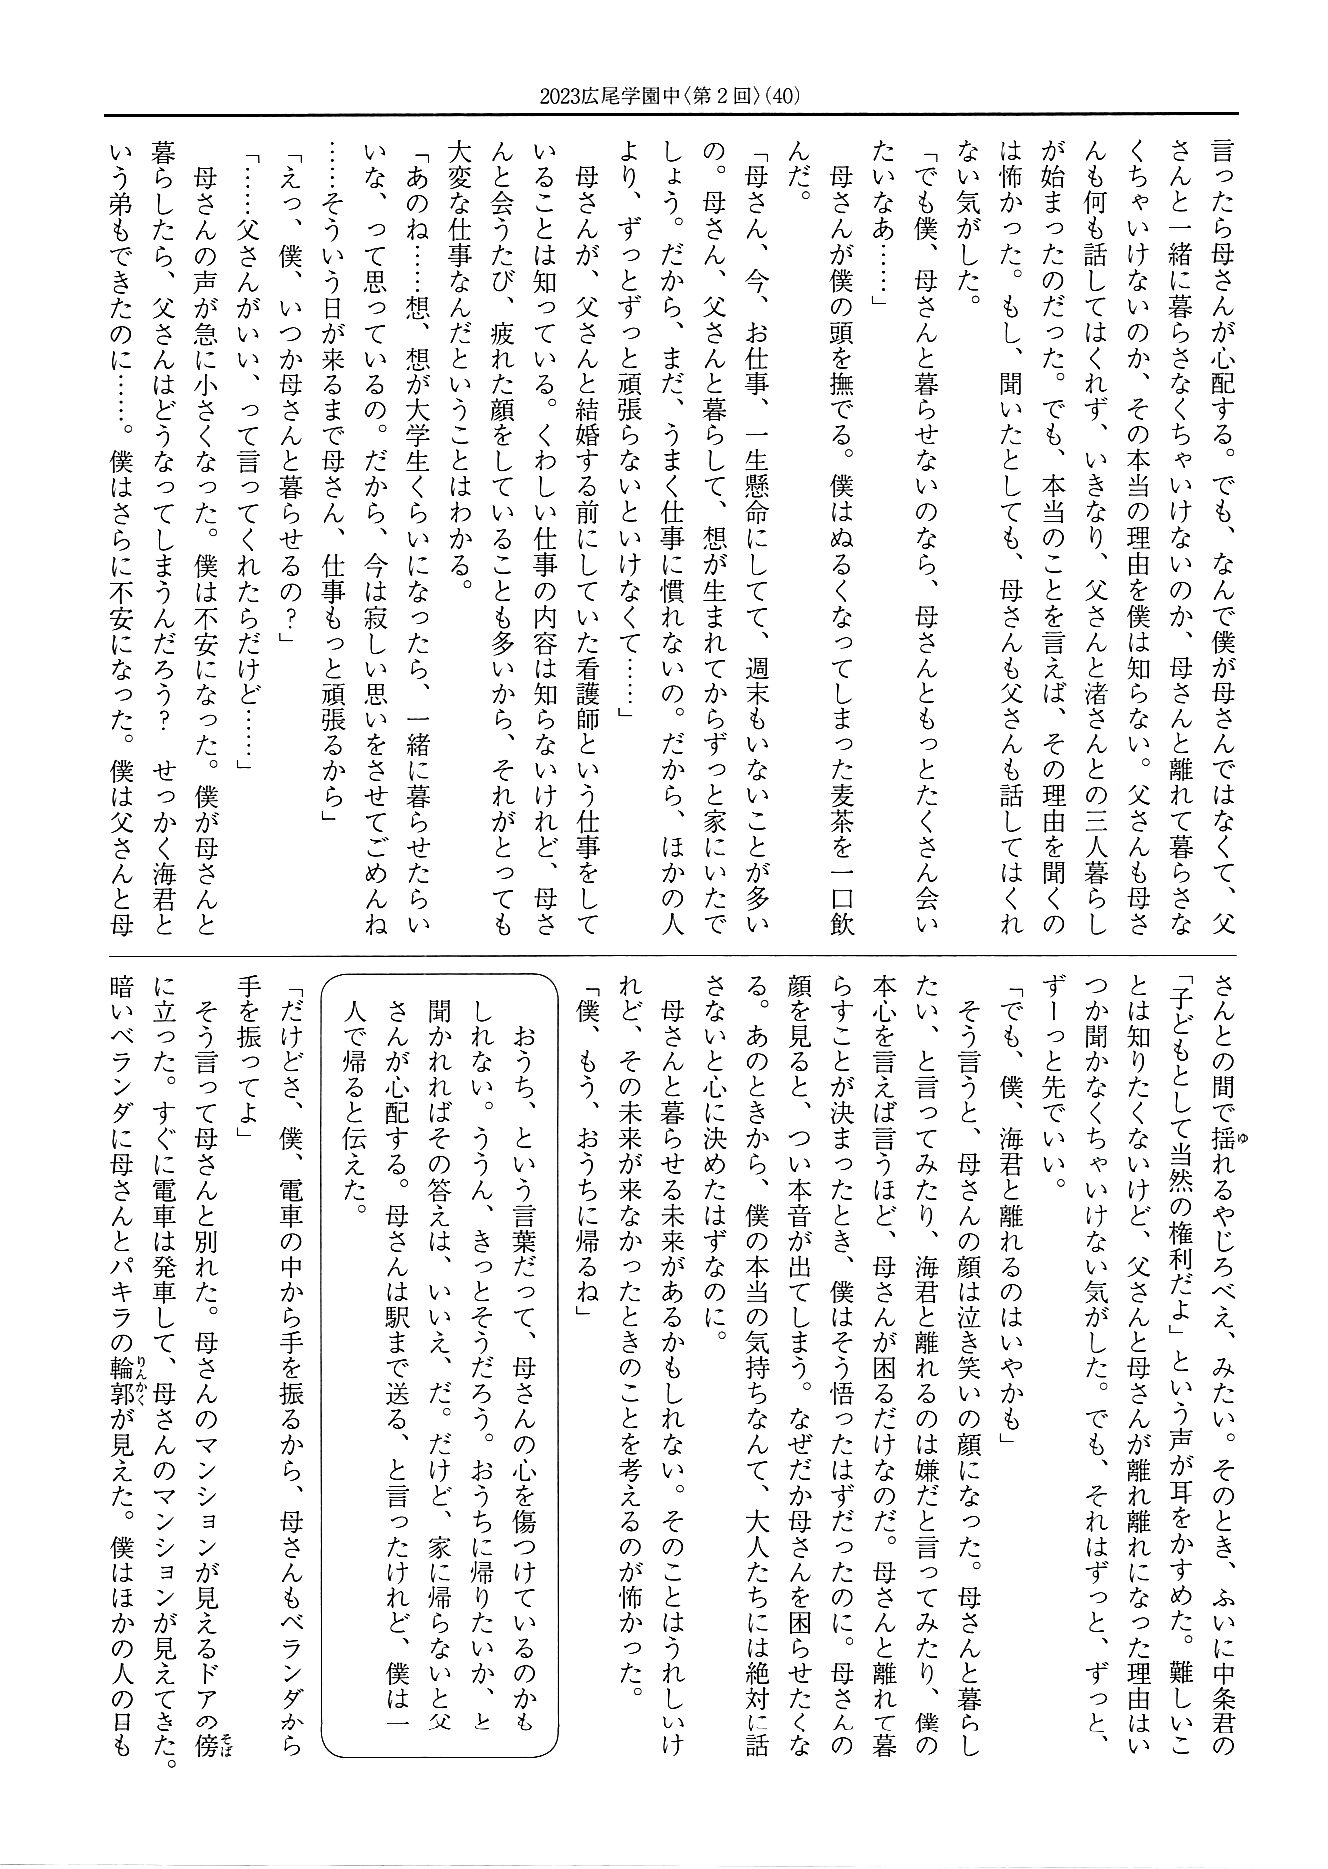 2023広尾学園中〈第2回〉(40)
言ったら母さんが心配する。でも、なんで僕が母さんではなくて、父
さんと一緒に暮らさなくちゃいけないのか、母さんと離れて暮らさな
くちゃいけないのか、その本当の理由を僕は知らない。父さんも母さ
んも何も話してはくれず、いきなり、父さんと渚さんとの三人暮らし
が始まったのだった。でも、本当のことを言えば、その理由を聞くの
は怖かった。もし、聞いたとしても、母さんも父さんも話してはくれ
ない気がした。
「でも僕、母さんと暮らせないのなら、母さんともっとたくさん会い
たいなあ……」
母さんが僕の頭を撫でる。僕はぬるくなってしまった麦茶を一口飲
んだ。
「母さん、今、お仕事、一生懸命にしてて、週末もいないことが多い
の。母さん、父さんと暮らして、想が生まれてからずっと家にいたで
しょう。だから、まだ、うまく仕事に慣れないの。だから、ほかの人
より、ずっとずっと頑張らないといけなくて……」
母さんが、父さんと結婚する前にしていた看護師という仕事をして
いることは知っている。くわしい仕事の内容は知らないけれど、母さ
んと会うたび、疲れた顔をしていることも多いから、それがとっても
大変な仕事なんだということはわかる。
「あのね……想、想が大学生くらいになったら、一緒に暮らせたらい
いな、って思っているの。だから、今は寂しい思いをさせてごめんね
……そういう日が来るまで母さん、仕事もっと頑張るから」
「えっ、僕、いつか母さんと暮らせるの？」
「……父さんがいい、って言ってくれたらだけど……」
母さんの声が急に小さくなった。僕は不安になった。僕が母さんと
暮らしたら、父さんはどうなってしまうんだろう？　せっかく海君と
いう弟もできたのに……。僕はさらに不安になった。僕は父さんと母
さんとの間で揺ゆれるやじろべえ、みたい。そのとき、ふいに中条君の
「子どもとして当然の権利だよ」という声が耳をかすめた。難しいこ
とは知りたくないけど、父さんと母さんが離れ離れになった理由はい
つか聞かなくちゃいけない気がした。でも、それはずっと、ずっと、
ずーっと先でいい。
「でも、僕、海君と離れるのはいやかも」
そう言うと、母さんの顔は泣き笑いの顔になった。母さんと暮らし
たい、と言ってみたり、海君と離れるのは嫌だと言ってみたり、僕の
本心を言えば言うほど、母さんが困るだけなのだ。母さんと離れて暮
らすことが決まったとき、僕はそう悟ったはずだったのに。母さんの
顔を見ると、つい本音が出てしまう。なぜだか母さんを困らせたくな
る。あのときから、僕の本当の気持ちなんて、大人たちには絶対に話
さないと心に決めたはずなのに。
母さんと暮らせる未来があるかもしれない。そのことはうれしいけ
れど、その未来が来なかったときのことを考えるのが怖かった。
「僕、もう、おうちに帰るね」
おうち、という言葉だって、母さんの心を傷つけているのかも
しれない。ううん、きっとそうだろう。おうちに帰りたいか、と
聞かれればその答えは、いいえ、だ。だけど、家に帰らないと父
さんが心配する。母さんは駅まで送る、と言ったけれど、僕は一
人で帰ると伝えた。
「だけどさ、僕、電車の中から手を振るから、母さんもベランダから
手を振ってよ」
そう言って母さんと別れた。母さんのマンションが見えるドアの傍そば
に立った。すぐに電車は発車して、母さんのマンションが見えてきた。
暗いベランダに母さんとパキラの輪郭りんかくが見えた。僕はほかの人の目も